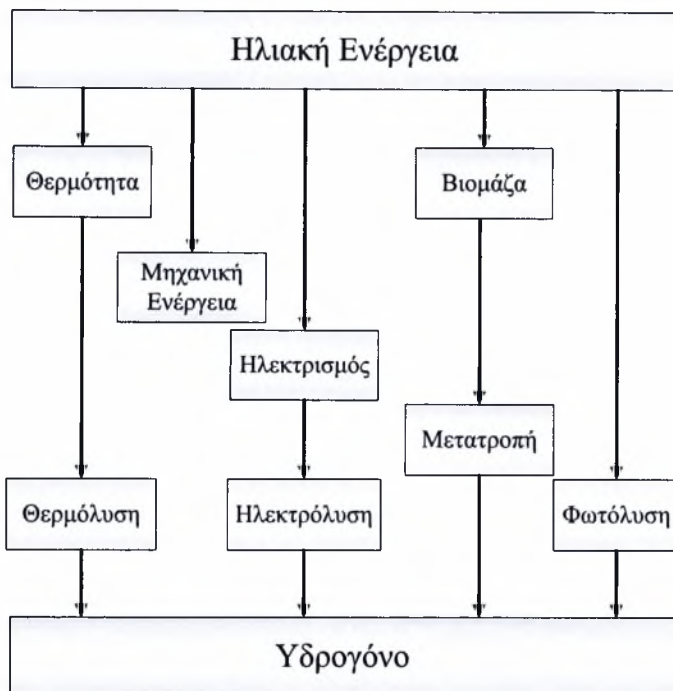 Ηλιακή Ενέργεια
Θερμότητα
Βιομάζα
Μηχανική
Ενέργεια
Ηλεκτρισμός
Μετατροπή
Θερμόλυση
Ηλεκτρόλυση
Φωτόλυση
Υδρογόνο